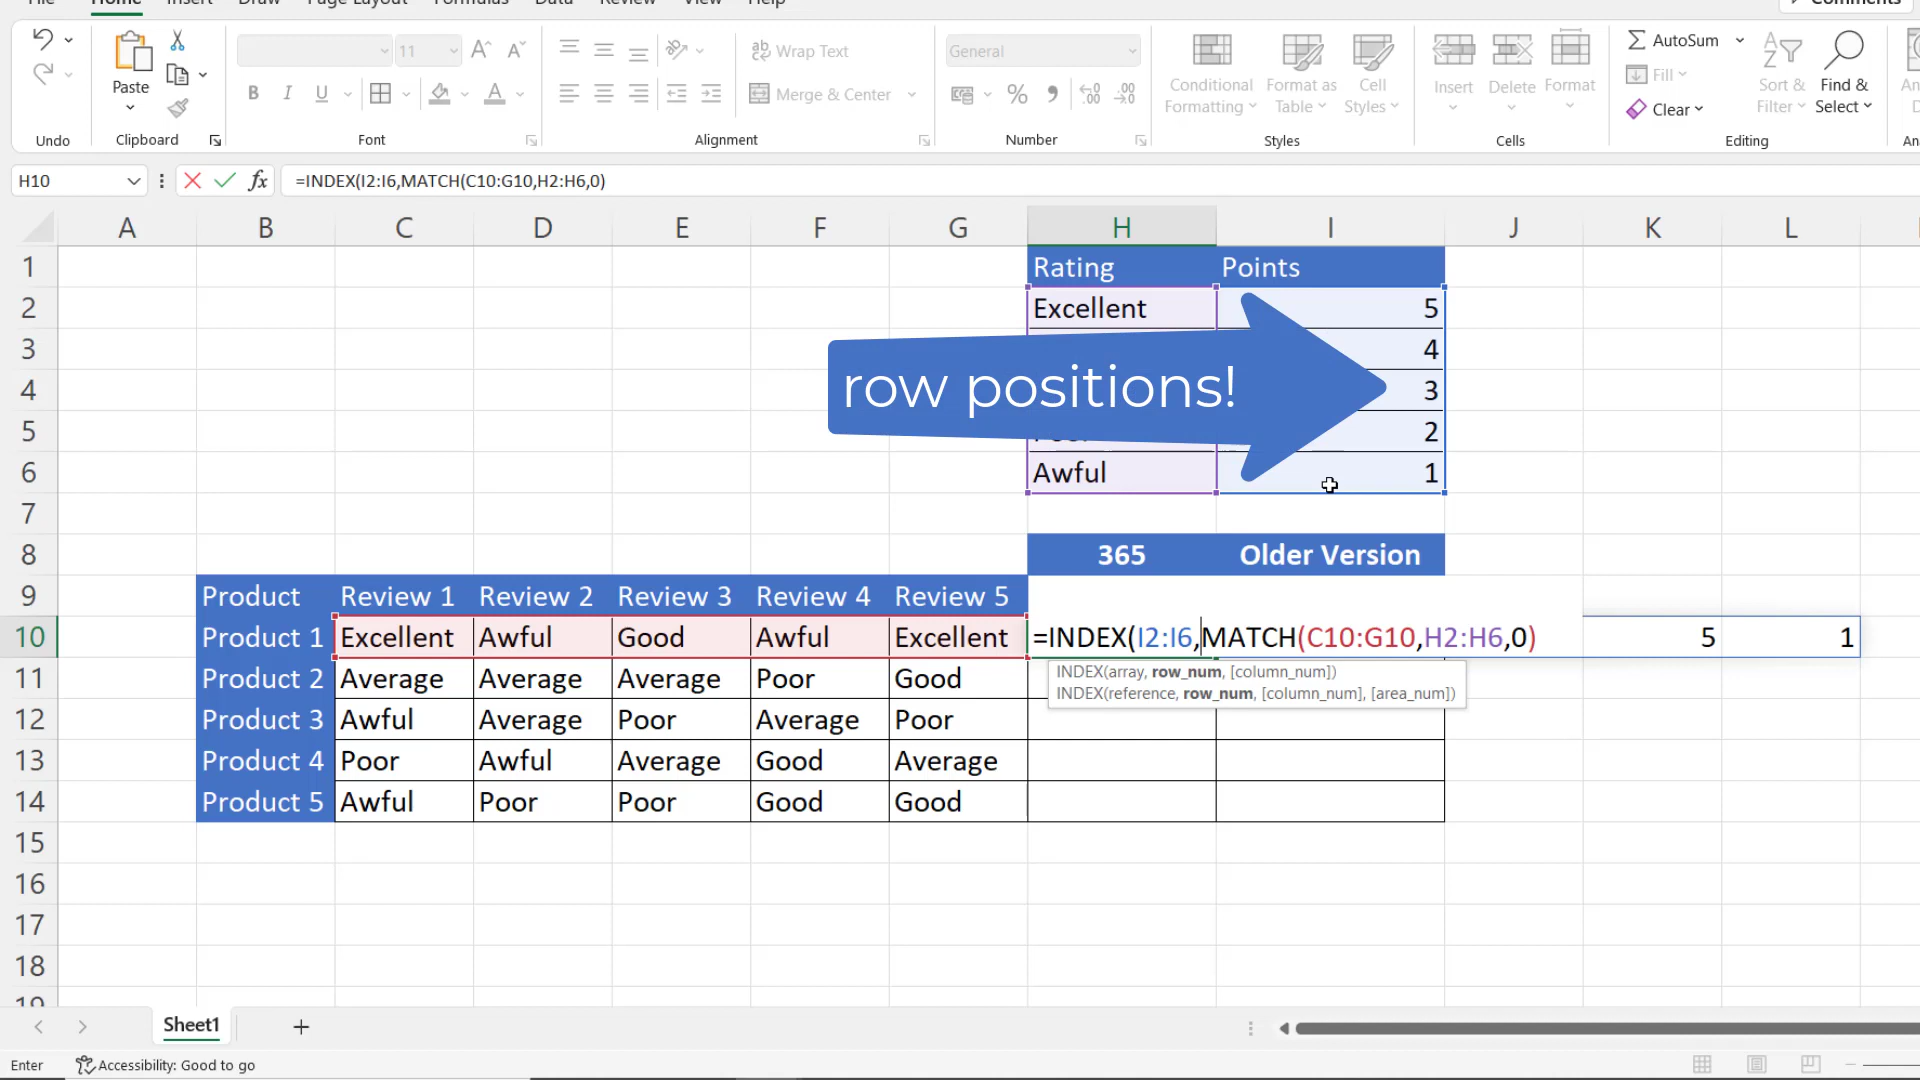 File Home Insert Draw Page Layout Formulas Data Review View Help Comments
Paste
11
Wrap Text
General
Conditional Formatting
Format as Table
Cell Styles
Insert Delete Format
AutoSum
Fill
Clear
Sort & Filter
Find & Select
B I U
Merge & Center
Undo Clipboard Font Alignment Number Styles Cells Editing
H10 fx =INDEX(I2:I6,MATCH(C10:G10,H2:H6,0)
A B C D E F G H I J K L
1 Rating Points
2 Excellent 5
3 4
4 row positions! 3
5 2
6 Awful 1
7
8 365 Older Version
9 Product Review 1 Review 2 Review 3 Review 4 Review 5
10 Product 1 Excellent Awful Good Awful Excellent =INDEX(I2:I6,MATCH(C10:G10,H2:H6,0) 5 1
INDEX(array, row_num, [column_num])
INDEX(reference, row_num, [column_num], [area_num])
11 Product 2 Average Average Average Poor Good
12 Product 3 Awful Average Poor Average Poor
13 Product 4 Poor Awful Average Good Average
14 Product 5 Awful Poor Poor Good Good
15
16
17
18
19
Sheet1
Enter Accessibility: Good to go